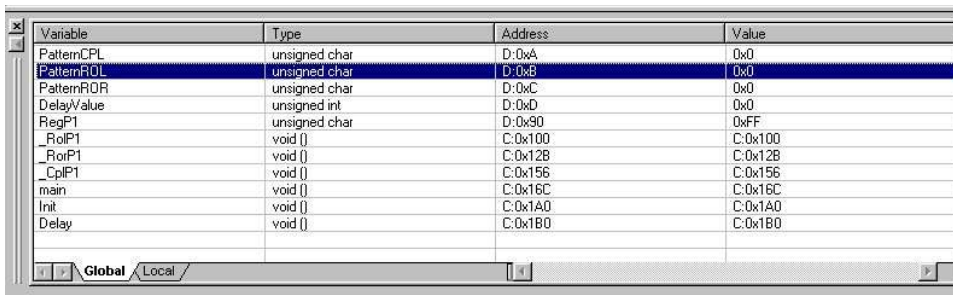 Variable Type Address Value
PatternCPL unsigned char D:0xA 0x0
PatternROL unsigned char D:0xB 0x0
PatternROR unsigned char D:0xC 0x0
DelayValue unsigned int D:0xD 0x0
RegP1 unsigned char D:0x90 0xFF
_RolP1 void () C:0x100 C:0x100
_RorP1 void () C:0x12B C:0x12B
_CplP1 void () C:0x156 C:0x156
main void () C:0x16C C:0x16C
Init void () C:0x1A0 C:0x1A0
Delay void () C:0x1B0 C:0x1B0
Global Local